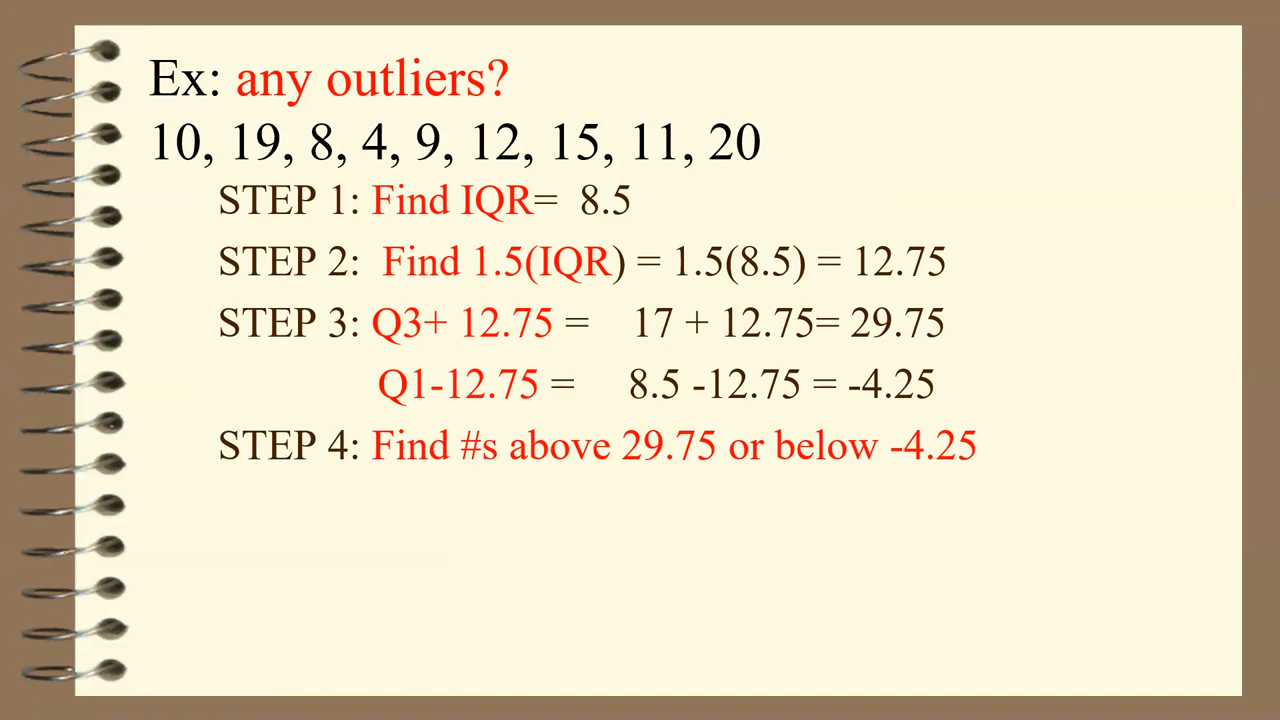 Ex: any outliers?
10, 19, 8, 4, 9, 12, 15, 11, 20
STEP 1: Find IQR= 8.5
STEP 2: Find 1.5(IQR) = 1.5(8.5) = 12.75
STEP 3: Q3+ 12.75 = 17 + 12.75= 29.75
Q1-12.75 = 8.5 -12.75 = -4.25
STEP 4: Find #s above 29.75 or below -4.25